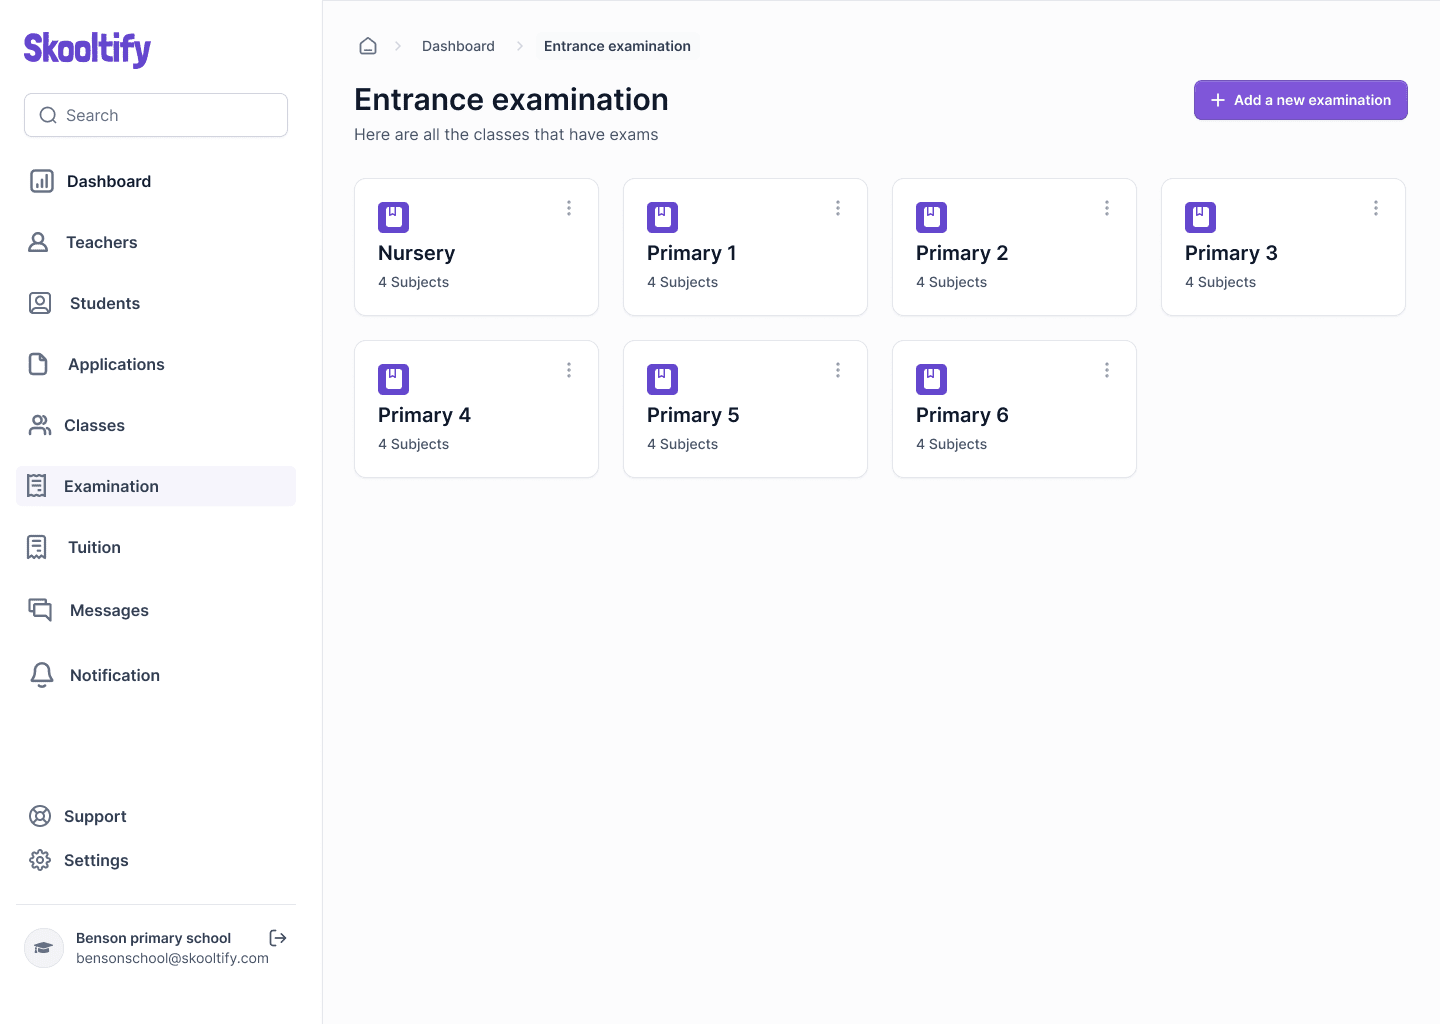 Skooltify
Search
Dashboard
Teachers
Students
Applications
Classes
Examination
Tuition
Messages
Notification
Support
Settings
Benson primary school
bensonschool@skooltify.com
Dashboard
Entrance examination
Entrance examination
Add a new examination
Here are all the classes that have exams
Nursery
4 Subjects
Primary 1
4 Subjects
Primary 2
4 Subjects
Primary 3
4 Subjects
Primary 4
4 Subjects
Primary 5
4 Subjects
Primary 6
4 Subjects